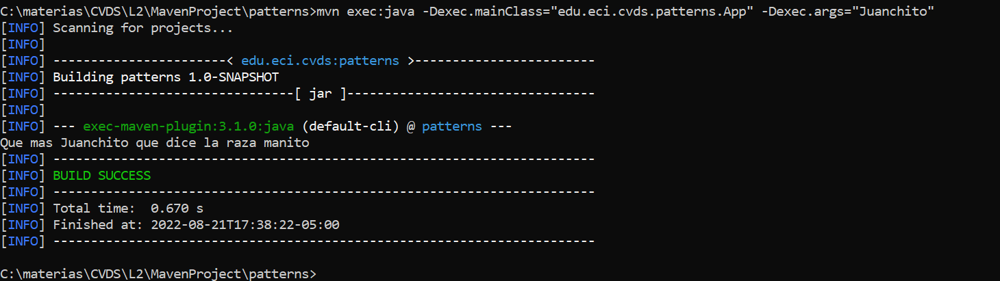 C:\materias\CVDS\L2\MavenProject\patterns>mvn exec:java -Dexec.mainClass="edu.eci.cvds.patterns.App" -Dexec.args="Juanchito"
[INFO] Scanning for projects...
[INFO]
[INFO] -----------------------< edu.eci.cvds:patterns >------------------------
[INFO] Building patterns 1.0-SNAPSHOT
[INFO] --------------------------------[ jar ]---------------------------------
[INFO]
[INFO] --- exec-maven-plugin:3.1.0:java (default-cli) @ patterns ---
Que mas Juanchito que dice la raza manito
[INFO] ------------------------------------------------------------------------
[INFO] BUILD SUCCESS
[INFO] ------------------------------------------------------------------------
[INFO] Total time:  0.670 s
[INFO] Finished at: 2022-08-21T17:38:22-05:00
[INFO] ------------------------------------------------------------------------
C:\materias\CVDS\L2\MavenProject\patterns>